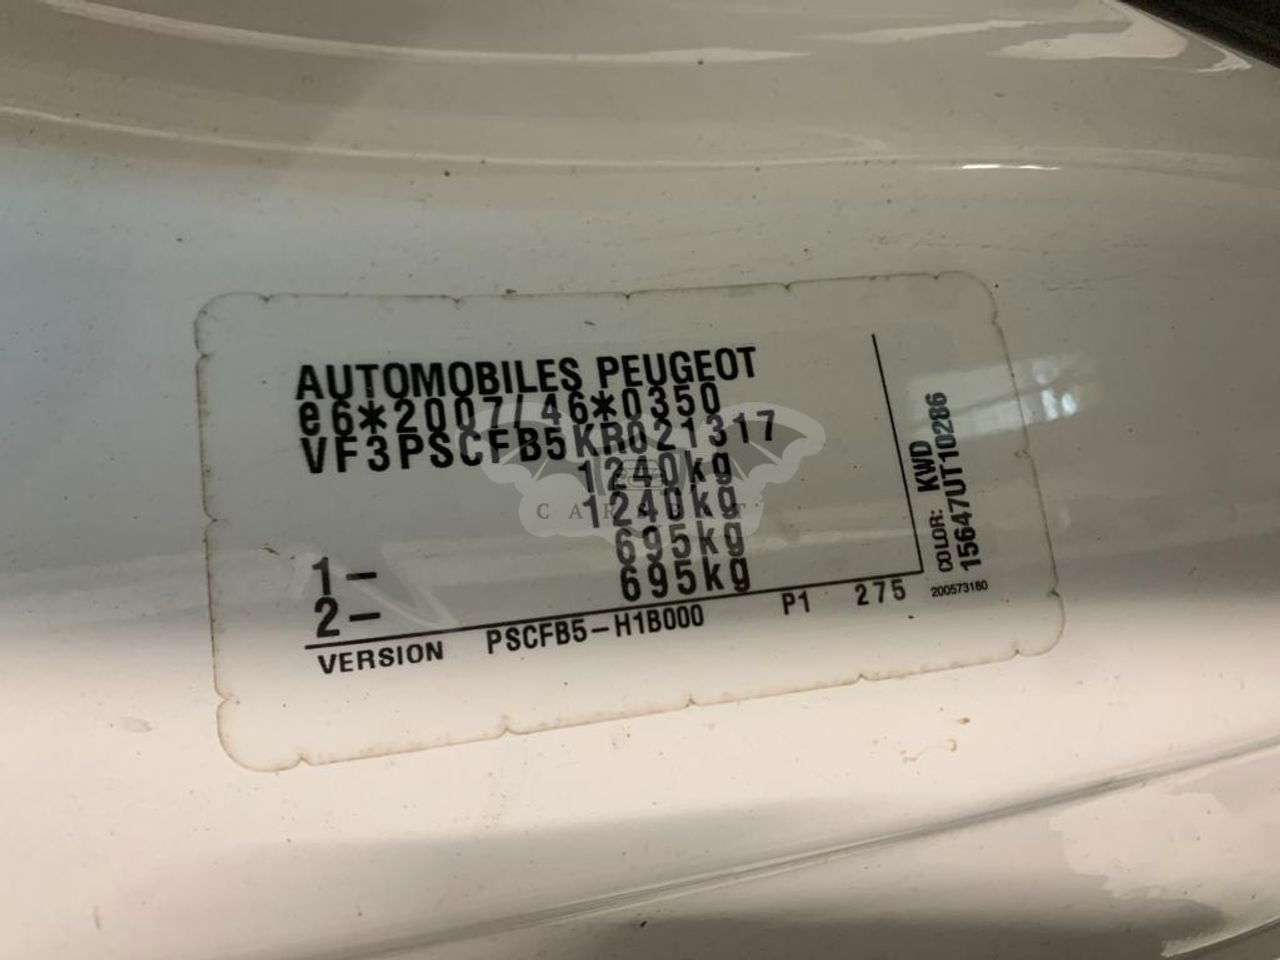 AUTOMOBILES PEUGEOT
e6*2007/46*0350
VF3PSCFB5KR021317
1240kg
1240kg
1- 695kg
2- 695kg
VERSION PSCFB5-H1B000 P1 275
COLOR: KWD
15647UT10286
200573180
CARSBAT